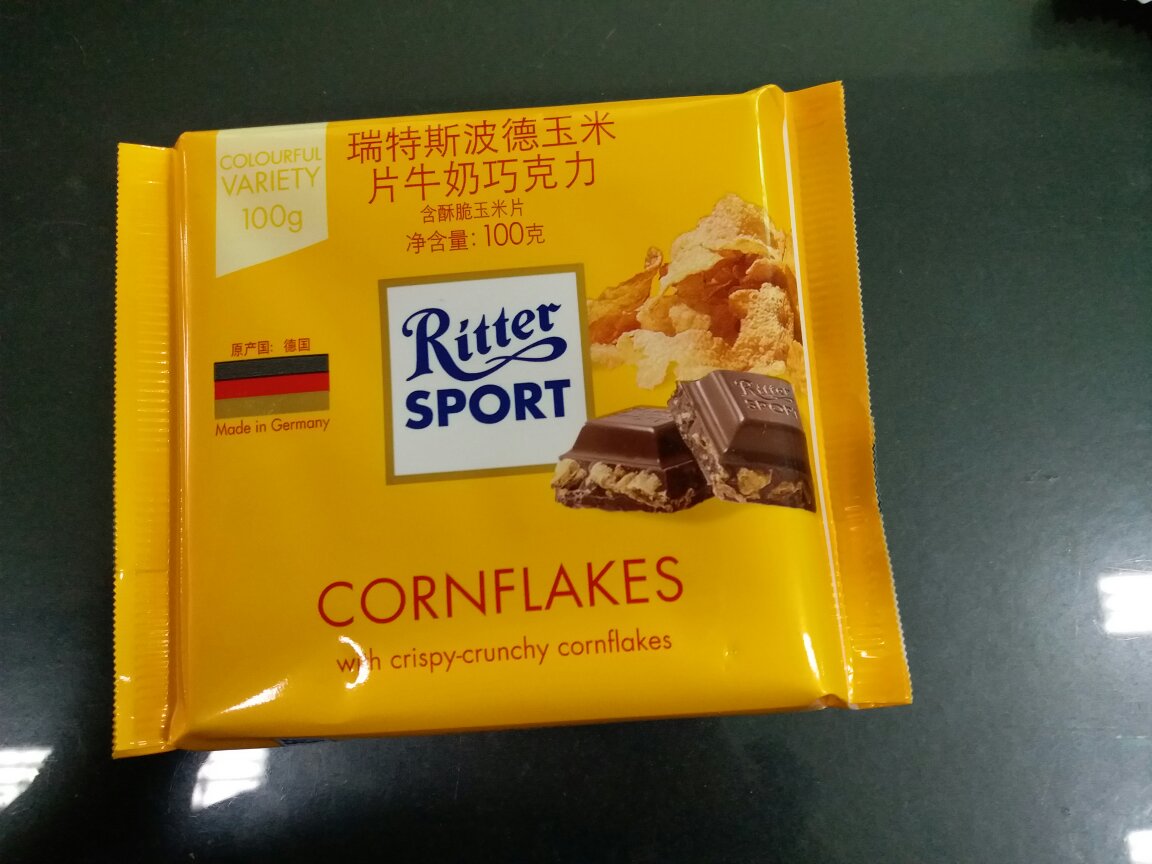 COLOURFUL
VARIETY
100g
瑞特斯波德玉米
片牛奶巧克力
含酥脆玉米片
净含量：100克
原产国：德国
Made in Germany
Ritter
SPORT
Ritter
SPORT
CORNFLAKES
with crispy-crunchy cornflakes